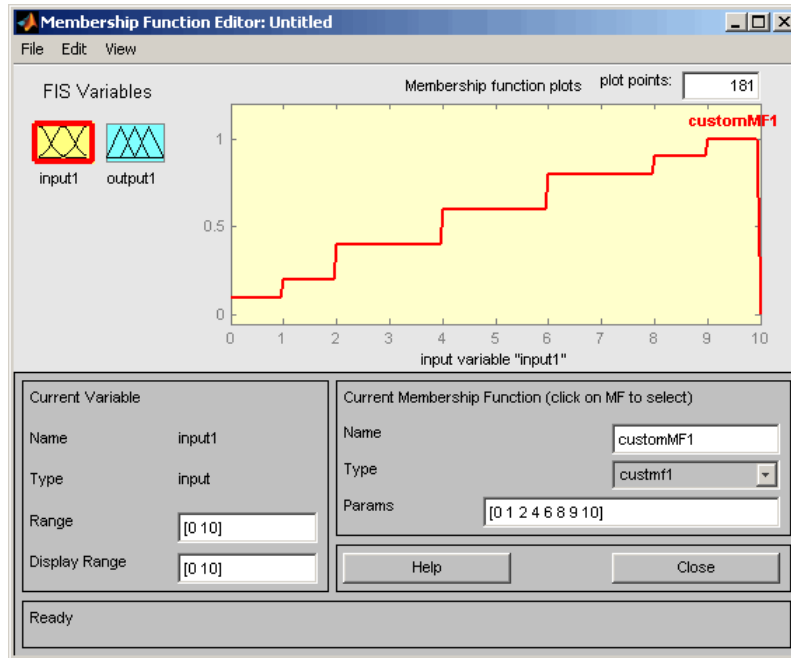 Membership Function Editor: Untitled
File Edit View
FIS Variables
input1 output1
Membership function plots plot points: 181
customMF1
1
0.5
0
0 1 2 3 4 5 6 7 8 9 10
input variable "input1"
Current Variable
Name input1
Type input
Range [0 10]
Display Range [0 10]
Current Membership Function (click on MF to select)
Name customMF1
Type custmf1
Params [0 1 2 4 6 8 9 10]
Help Close
Ready